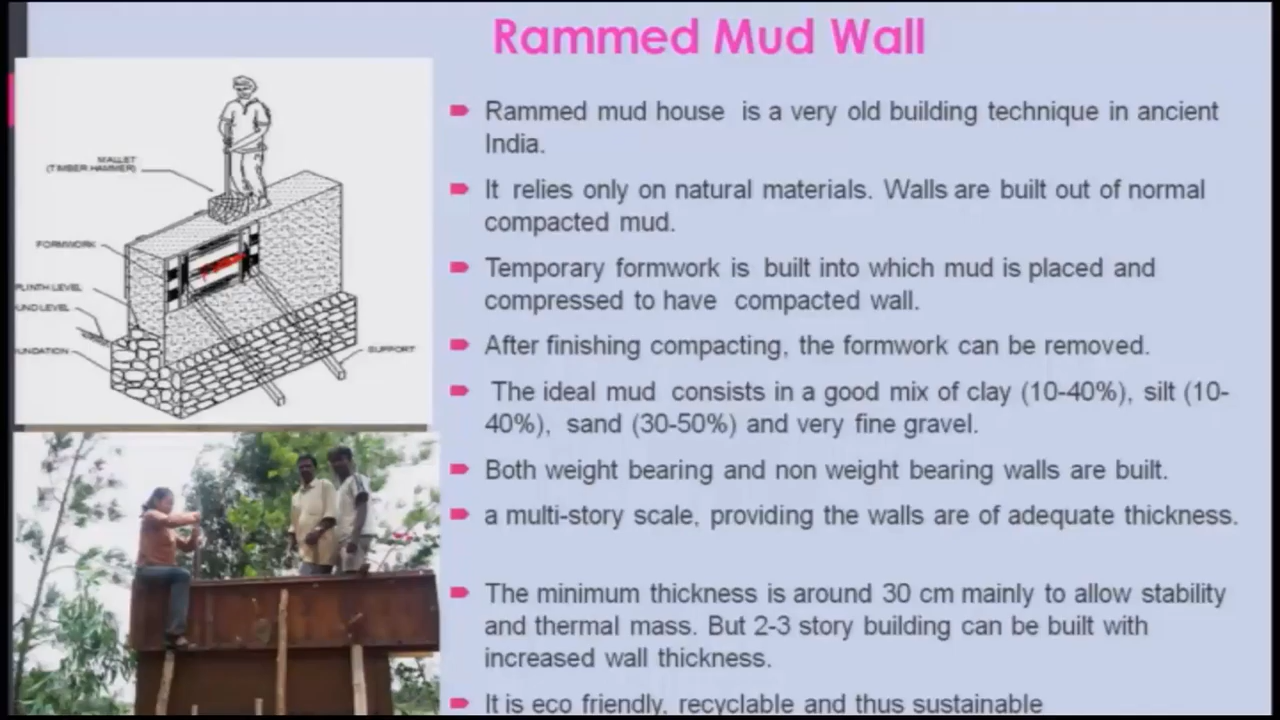 Rammed Mud Wall
Rammed mud house is a very old building technique in ancient
India.
It relies only on natural materials. Walls are built out of normal
compacted mud.
Temporary formwork is built into which mud is placed and
compressed to have compacted wall.
After finishing compacting, the formwork can be removed.
The ideal mud consists in a good mix of clay (10-40%), silt (10-
40%), sand (30-50%) and very fine gravel.
Both weight bearing and non weight bearing walls are built.
a multi-story scale, providing the walls are of adequate thickness.
The minimum thickness is around 30 cm mainly to allow stability
and thermal mass. But 2-3 story building can be built with
increased wall thickness.
It is eco friendly, recyclable and thus sustainable
MALLET
(TIMBER HAMMER)
FORMWORK
PLINTH LEVEL
UND LEVEL
UNDATION
SUPPORT